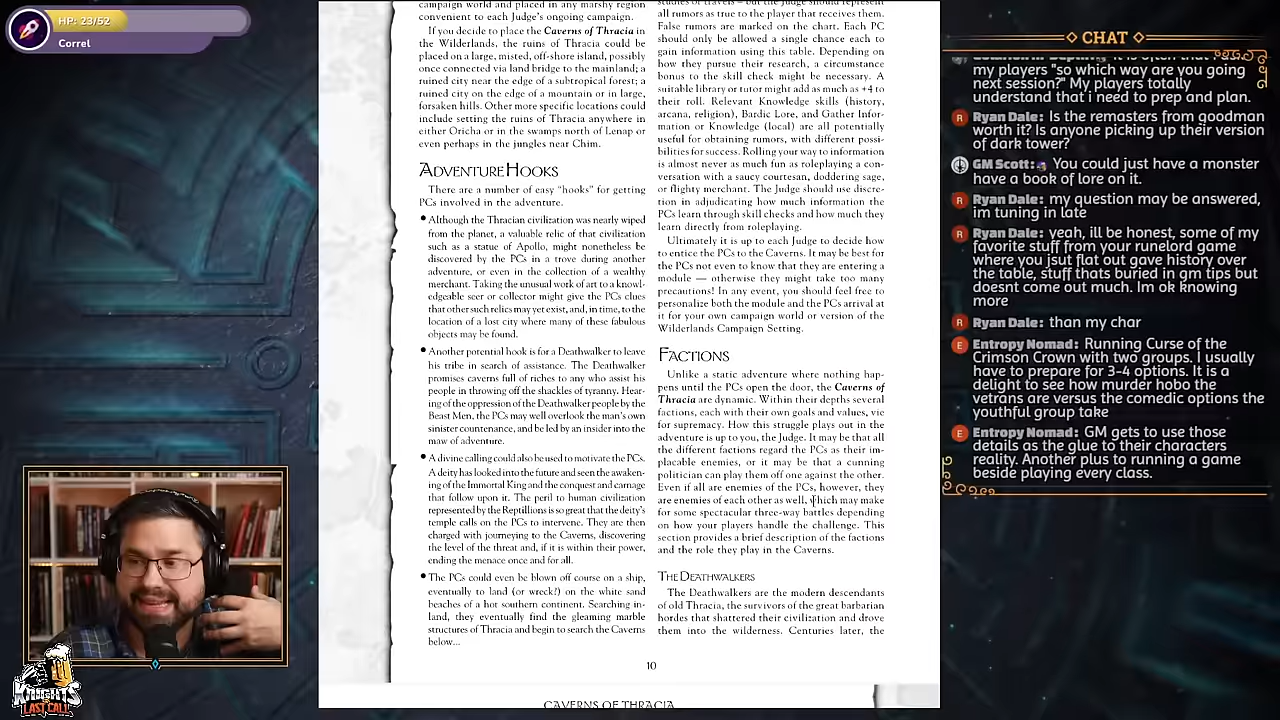 HP: 23/52
Correl
campaign world and placed in any marshy region
convenient to each Judge's ongoing campaign.
If you decide to place the Caverns of Thracia in
the Wilderlands, the ruins of Thracia could be
placed on a large, misted, off-shore island, possibly
once connected via land bridge to the mainland; a
ruined city near the edge of a subtropical forest; a
ruined city on the edge of a mountain or in large,
forsaken hills. Other more specific locations could
include setting the ruins of Thracia anywhere in
either Oricha or in the swamps north of Lenap or
even perhaps in the jungles near Chim.
ADVENTURE HOOKS
There are a number of easy "hooks" for getting
PCs involved in the adventure.
• Although the Thracian civilization was nearly wiped
from the planet, a valuable relic of that civilization
such as a statue of Apollo, might nonetheless be
discovered by the PCs in a trove during another
adventure, or even in the collection of a wealthy
merchant. Taking the unusual work of art to a knowl-
edgeable seer or collector might give the PCs clues
that other such relics may yet exist, and, in time, to the
location of a lost city where many of these fabulous
objects may be found.
• Another potential hook is for a Deathwalker to leave
his tribe in search of assistance. The Deathwalker
promises caverns full of riches to any who assist his
people in throwing off the shackles of tyranny. Hear-
ing of the oppression of the Deathwalker people by the
Beast Men, the PCs may well overlook the man's own
sinister countenance, and be led by an insider into the
maw of adventure.
• A divine calling could also be used to motivate the PCs.
A deity has looked into the future and seen the awaken-
ing of the Immortal King and the conquest and carnage
that follow upon it. The peril to human civilization
represented by the Reptilions is so great that the deity's
temple calls on the PCs to intervene. They are then
charged with journeying to the Caverns, discovering
the level of the threat and, if it is within their power,
ending the menace once and for all.
• The PCs could even be blown off course on a ship,
eventually to land (or wreck?) on the white sand
beaches of a hot southern continent. Searching in-
land, they eventually find the gleaming marble
structures of Thracia and begin to search the Caverns
below...
all rumors as true to the player that receives them.
False rumors are marked on the chart. Each PC
should only be allowed a single chance each to
gain information using this table. Depending on
how they pursue their research, a circumstance
bonus to the skill check might be necessary. A
suitable library or tutor might add as much as +4 to
their roll. Relevant Knowledge skills (history,
arcana, religion), Bardic Lore, and Gather Infor-
mation or Knowledge (local) are all potentially
useful for obtaining rumors, with different possi-
bilities for success. Rolling your way to information
is almost never as much fun as roleplaying a con-
versation with a saucy courtesan, doddering sage,
or flighty merchant. The Judge should use discre-
tion in adjudicating how much information the
PCs learn through skill checks and how much they
learn directly from roleplaying.
Ultimately it is up to each Judge to decide how
to entice the PCs to the Caverns. It may be best for
the PCs not even to know that they are entering a
module — otherwise they might take too many
precautions! In any event, you should feel free to
personalize both the module and the PCs arrival at
it for your own campaign world or version of the
Wilderlands Campaign Setting.
FACTIONS
Unlike a static adventure where nothing hap-
pens until the PCs open the door, the Caverns of
Thracia are dynamic. Within their depths several
factions, each with their own goals and values, vie
for supremacy. How this struggle plays out in the
adventure is up to you, the Judge. It may be that all
the different factions regard the PCs as their im-
placable enemies, or it may be that a cunning
politician can play them off one against the other.
Even if all are enemies of the PCs, however, they
are enemies of each other as well, which may make
for some spectacular three-way battles depending
on how your players handle the challenge. This
section provides a brief description of the factions
and the role they play in the Caverns.
THE DEATHWALKERS
The Deathwalkers are the modern descendants
of old Thracia, the survivors of the great barbarian
hordes that shattered their civilization and drove
them into the wilderness. Centuries later, the
10
CAVERNS OF THRACIA
CHAT
my players "so which way are you going
next session?" My players totally
understand that i need to prep and plan.
R Ryan Dale: Is the remasters from goodman
worth it? Is anyone picking up their version
of dark tower?
GM Scott: You could just have a monster
have a book of lore on it.
R Ryan Dale: my question may be answered,
im tuning in late
R Ryan Dale: yeah, ill be honest, some of my
favorite stuff from your runelord game
where you jsut flat out gave history over
the table, stuff thats buried in gm tips but
doesnt come out much. Im ok knowing
more
R Ryan Dale: than my char
E Entropy Nomad: Running Curse of the
Crimson Crown with two groups. I usually
have to prepare for 3-4 options. It is a
delight to see how murder hobo the
vetrans are versus the comedic options the
youthful group take
E Entropy Nomad: GM gets to use those
details as the glue to their characters
reality. Another plus to running a game
beside playing every class.
KNIGHTS
LAST CALL